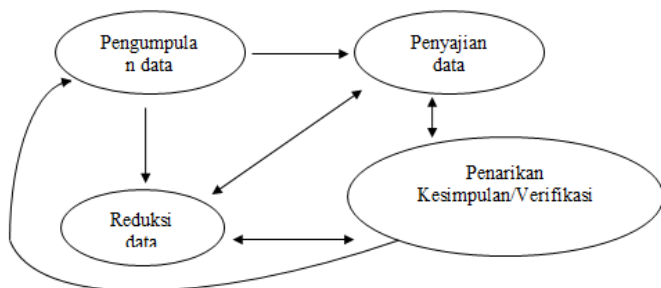 Pengumpula
n data
Penyajian
data
Penarikan
Kesimpulan/Verifikasi
Reduksi
data